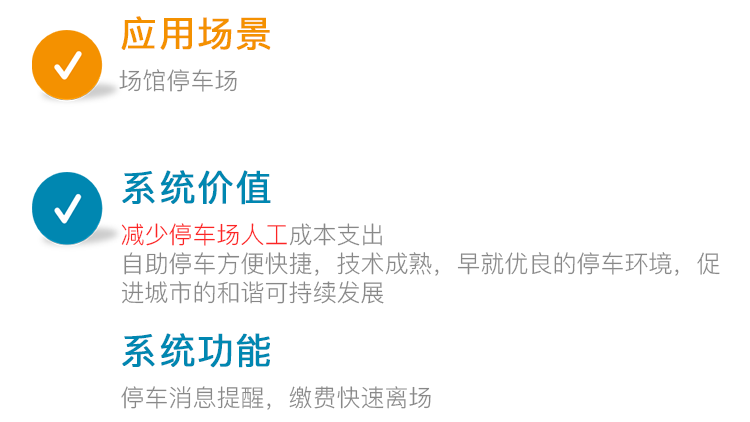 应用场景
场馆停车场
系统价值
减少停车场人工成本支出
自助停车方便快捷，技术成熟，早就优良的停车环境，促
进城市的和谐可持续发展
系统功能
停车消息提醒，缴费快速离场